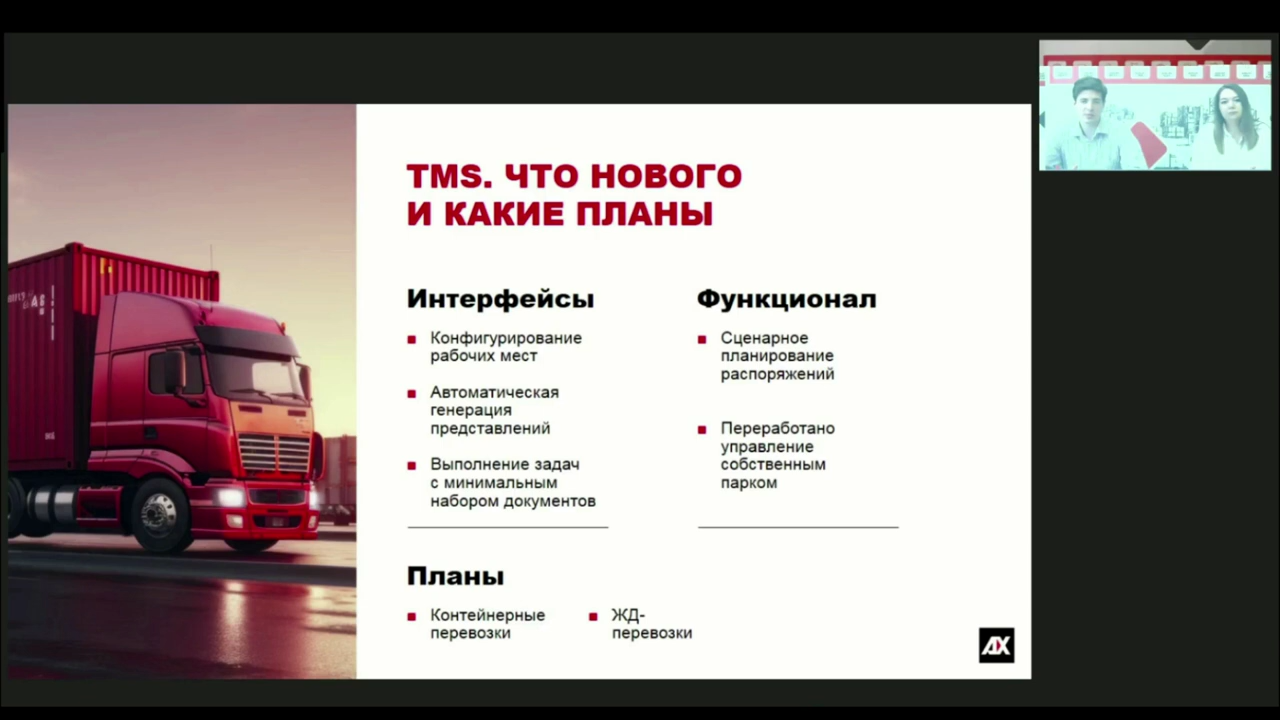 TMS. ЧТО НОВОГО
И КАКИЕ ПЛАНЫ
Интерфейсы
Конфигурирование
рабочих мест
Автоматическая
генерация
представлений
Выполнение задач
с минимальным
набором документов
Функционал
Сценарное
планирование
распоряжений
Переработано
управление
собственным
парком
Планы
Контейнерные
перевозки
ЖД-
перевозки
AX